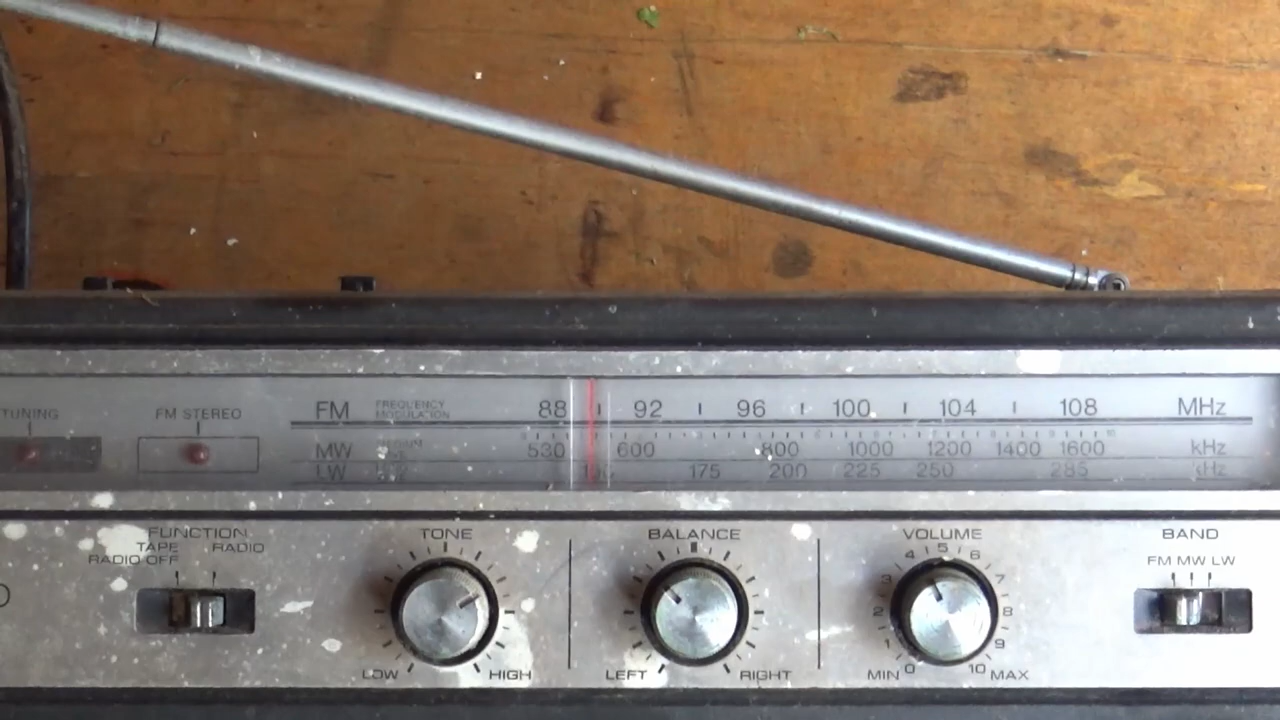 TUNING
FM STEREO
FM FREQUENCY MODULATION 88 92 96 100 104 108 MHz
MW 530 600 800 1000 1200 1400 1600 kHz
LW 175 200 225 250 285 kHz
FUNCTION
TAPE RADIO
RADIO OFF
TONE
LOW HIGH
BALANCE
LEFT RIGHT
VOLUME
0 1 2 3 4 5 6 7 8 9 10
MIN MAX
BAND
FM MW LW